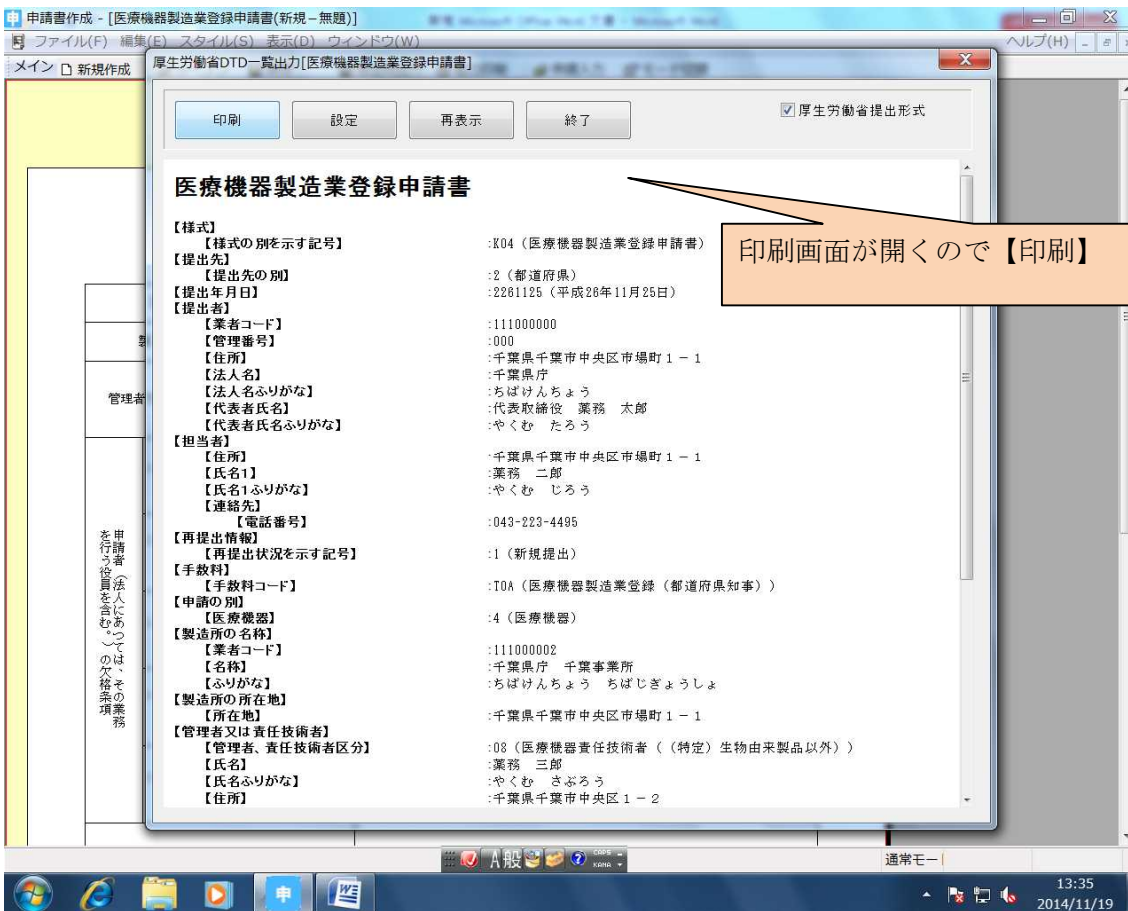 申請書作成 - [医療機器製造業登録申請書(新規－無題)]
ファイル(F) 編集(E) スタイル(S) 表示(D) ウィンドウ(W) ヘルプ(H)
メイン 新規作成
厚生労働省DTD一覧出力[医療機器製造業登録申請書]
印刷 設定 再表示 終了 厚生労働省提出形式
医療機器製造業登録申請書
印刷画面が開くので【印刷】
【様式】
【様式の別を示す記号】 :K04（医療機器製造業登録申請書）
【提出先】
【提出先の別】 :2（都道府県）
【提出年月日】 :2261125（平成26年11月25日）
【提出者】
【業者コード】 :111000000
【管理番号】 :000
【住所】 :千葉県千葉市中央区市場町１－１
【法人名】 :千葉県庁
【法人名ふりがな】 :ちばけんちょう
【代表者氏名】 :代表取締役　薬務　太郎
【代表者氏名ふりがな】 :やくむ　たろう
【担当者】
【住所】 :千葉県千葉市中央区市場町１－１
【氏名1】 :薬務　二郎
【氏名1ふりがな】 :やくむ　じろう
【連絡先】
【電話番号】 :043-223-4495
【再提出情報】
【再提出状況を示す記号】 :1（新規提出）
【手数料】
【手数料コード】 :T0A（医療機器製造業登録（都道府県知事））
【申請の別】
【医療機器】 :4（医療機器）
【製造所の名称】
【業者コード】 :111000002
【名称】 :千葉県庁　千葉事業所
【ふりがな】 :ちばけんちょう　ちばじぎょうしょ
【製造所の所在地】
【所在地】 :千葉県千葉市中央区市場町１－１
【管理者又は責任技術者】
【管理者、責任技術者区分】 :08（医療機器責任技術者（（特定）生物由来製品以外））
【氏名】 :薬務　三郎
【氏名ふりがな】 :やくむ　さぶろう
【住所】 :千葉県千葉市中央区１－２
管理者
申請者（法人にあつては、その業務
を行う役員を含む。）の欠格条項
A般 CAPS KANA
通常モー
13:35
2014/11/19